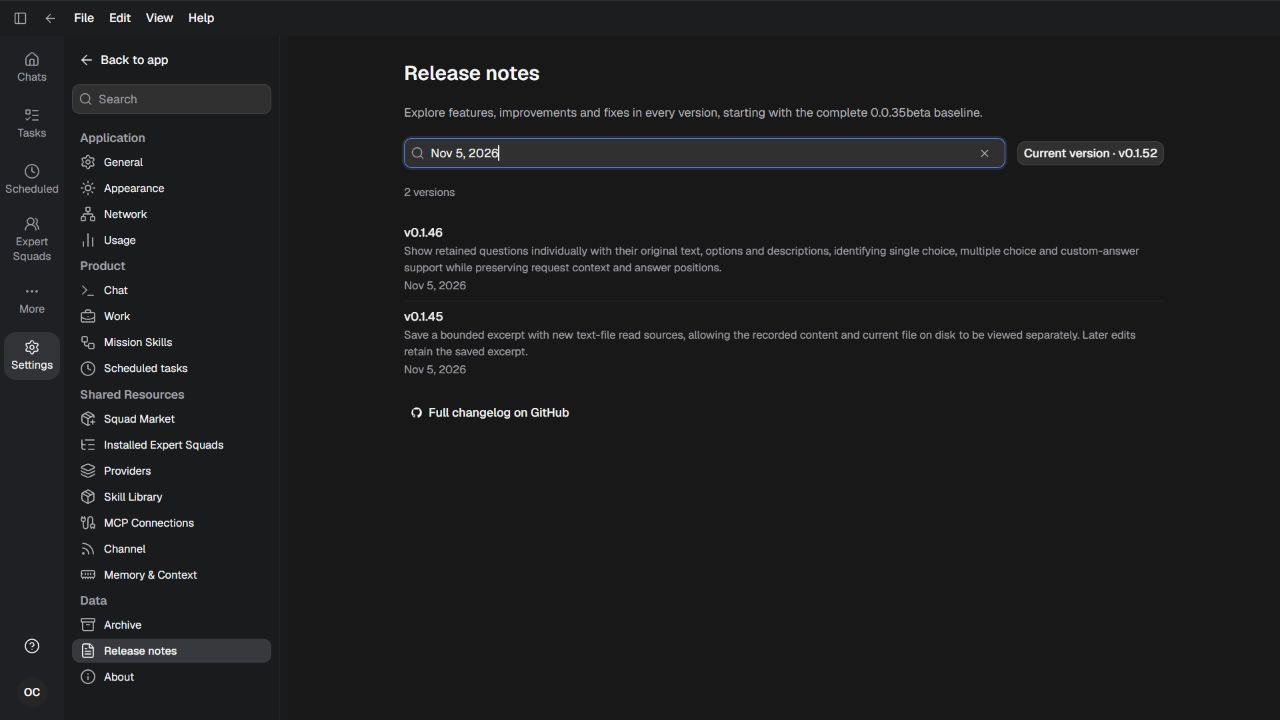 File Edit View Help
Chats
Tasks
Scheduled
Expert
Squads
More
Settings
OC
Back to app
Search
Application
General
Appearance
Network
Usage
Product
Chat
Work
Mission Skills
Scheduled tasks
Shared Resources
Squad Market
Installed Expert Squads
Providers
Skill Library
MCP Connections
Channel
Memory & Context
Data
Archive
Release notes
About
Release notes
Explore features, improvements and fixes in every version, starting with the complete 0.0.35beta baseline.
Nov 5, 2026
Current version · v0.1.52
2 versions
v0.1.46
Show retained questions individually with their original text, options and descriptions, identifying single choice, multiple choice and custom-answer
support while preserving request context and answer positions.
Nov 5, 2026
v0.1.45
Save a bounded excerpt with new text-file read sources, allowing the recorded content and current file on disk to be viewed separately. Later edits
retain the saved excerpt.
Nov 5, 2026
Full changelog on GitHub